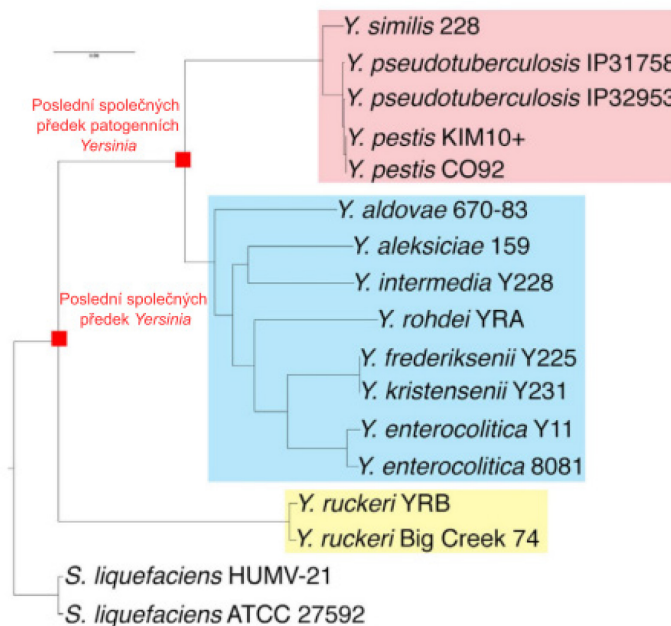 Y. similis 228
Y. pseudotuberculosis IP31758
Y. pseudotuberculosis IP32953
Y. pestis KIM10+
Y. pestis CO92
Poslední společných
předek patogenních
Yersinia
Y. aldovae 670-83
Y. aleksiciae 159
Y. intermedia Y228
Y. rohdei YRA
Y. frederiksenii Y225
Y. kristensenii Y231
Y. enterocolitica Y11
Y. enterocolitica 8081
Poslední společných
předek Yersinia
Y. ruckeri YRB
Y. ruckeri Big Creek 74
S. liquefaciens HUMV-21
S. liquefaciens ATCC 27592